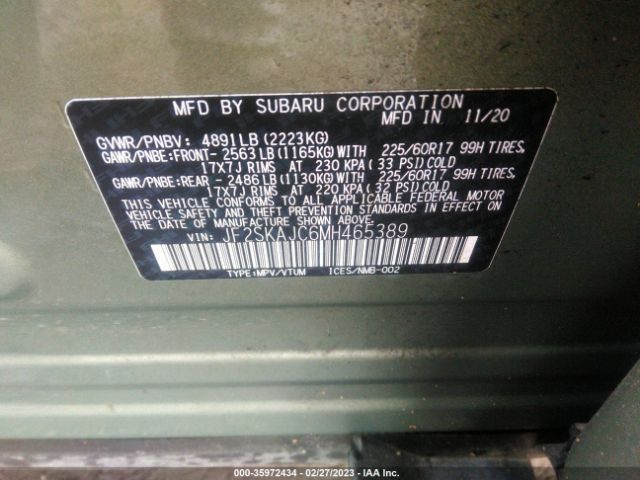 MFD BY SUBARU CORPORATION
MFD IN 11/20
GVWR/PNBV: 4891LB(2223KG)
GAWR/PNBE:FRONT- 2563LB(1165KG)WITH 225/60R17 99H TIRES,
17X7J RIMS AT 230 KPA(33 PSI)COLD
GAWR/PNBE:REAR - 2486LB(1130KG)WITH 225/60R17 99H TIRES,
17X7J RIMS AT 220 KPA(32 PSI)COLD
THIS VEHICLE CONFORMS TO ALL APPLICABLE FEDERAL MOTOR
VEHICLE SAFETY, BUMPER, AND THEFT PREVENTION STANDARDS IN EFFECT ON
THE DATE OF MANUFACTURE SHOWN ABOVE.
VIN: JF2SKAJC6MH465389
TYPE:MPV/VTUM ICES/NMB-002
000-35972434 - 02/27/2023 - IAA Inc.